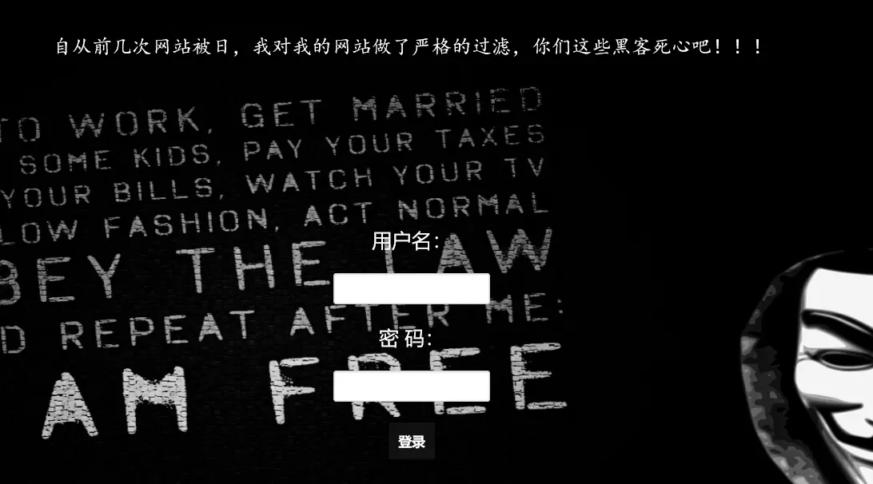 自从前几次网站被日，我对我的网站做了严格的过滤，你们这些黑客死心吧！！！
TO WORK, GET MARRIED
SOME KIDS, PAY YOUR TAXES
YOUR BILLS, WATCH YOUR TV
LOW FASHION, ACT NORMAL
BEY THE LAW
D REPEAT AFTER ME:
AM FREE
用户名:
密 码:
登录